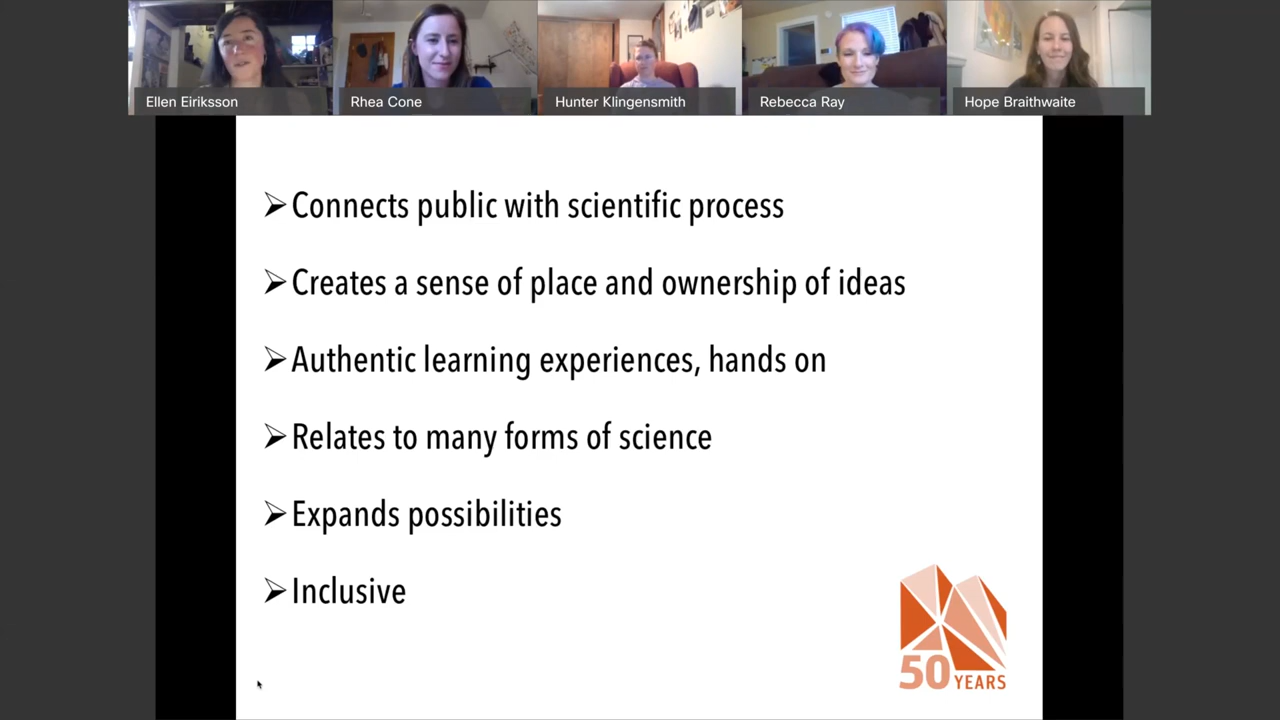 Ellen Eiriksson
Rhea Cone
Hunter Klingensmith
Rebecca Ray
Hope Braithwaite
Connects public with scientific process
Creates a sense of place and ownership of ideas
Authentic learning experiences, hands on
Relates to many forms of science
Expands possibilities
Inclusive
50 YEARS